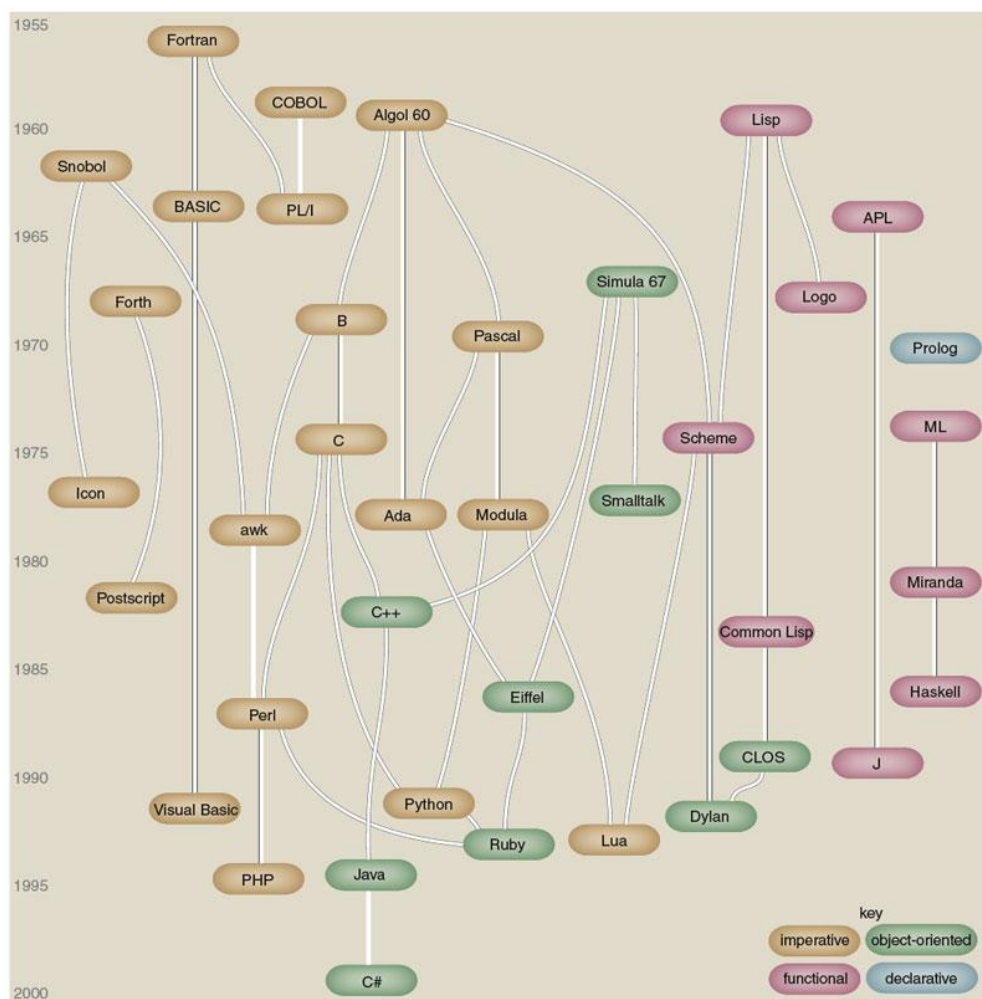 1955
Fortran
COBOL
Algol 60
1960
Lisp
Snobol
BASIC
PL/I
APL
1965
Simula 67
Logo
Forth
B
Pascal
1970
Prolog
ML
C
Scheme
1975
Icon
Smalltalk
Ada
Modula
awk
1980
Miranda
Postscript
C++
Common Lisp
1985
Haskell
Eiffel
Perl
CLOS
J
1990
Python
Visual Basic
Dylan
Lua
Ruby
Java
PHP
1995
key
imperative object-oriented
functional declarative
C#
2000